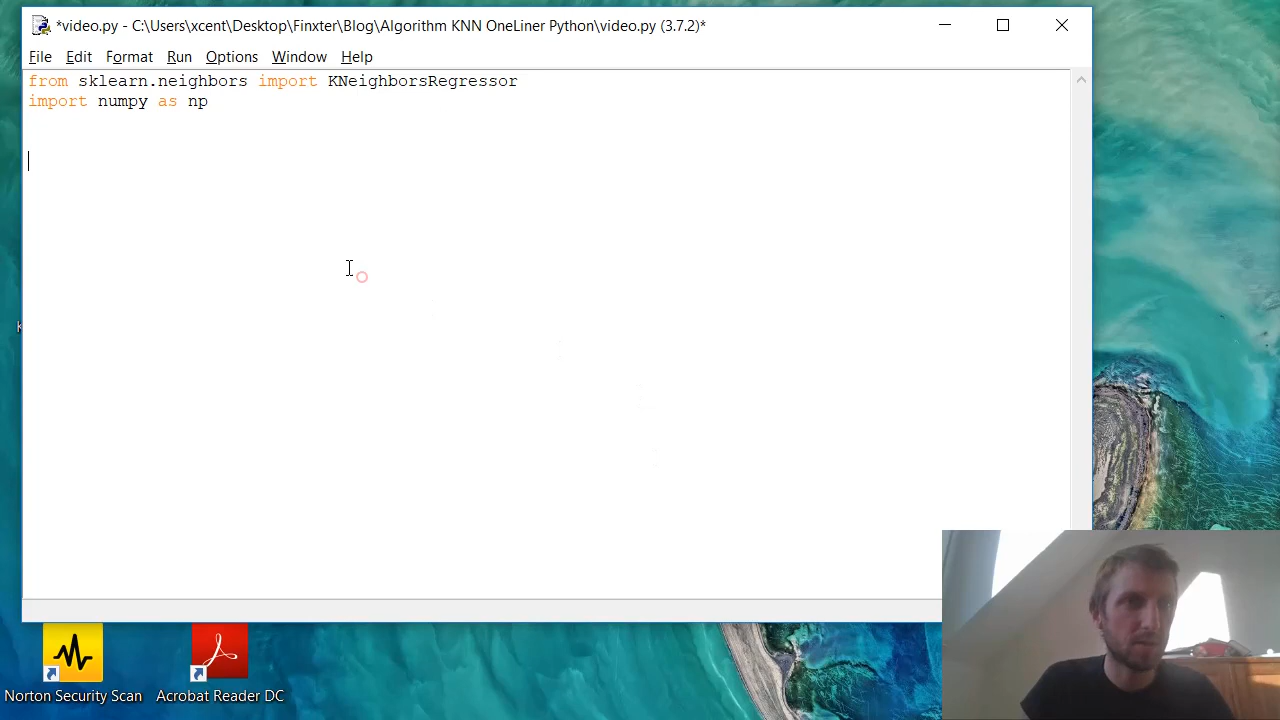 *video.py - C:\Users\xcent\Desktop\Finxter\Blog\Algorithm KNN OneLiner Python\video.py (3.7.2)*
File Edit Format Run Options Window Help
from sklearn.neighbors import KNeighborsRegressor
import numpy as np
Norton Security Scan
Acrobat Reader DC